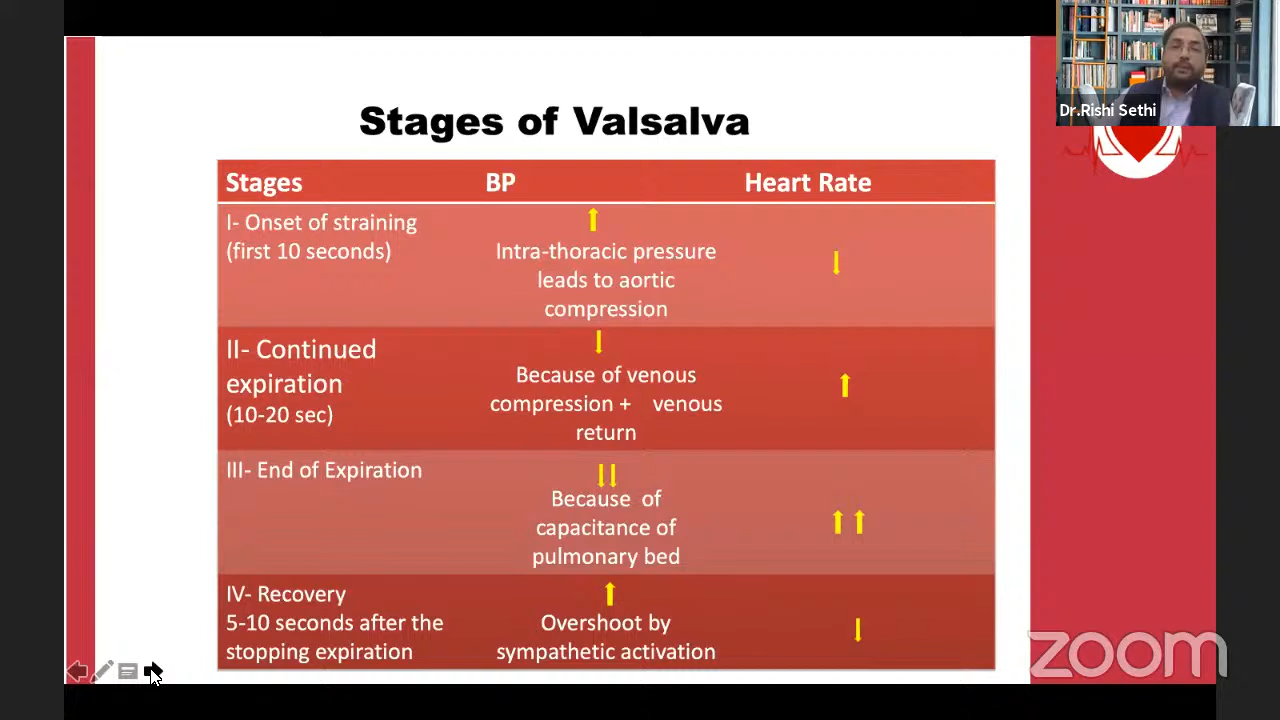 Dr.Rishi Sethi
Stages of Valsalva
Stages BP Heart Rate
I- Onset of straining
(first 10 seconds)
Intra-thoracic pressure
leads to aortic
compression
II- Continued
expiration
(10-20 sec)
Because of venous
compression + venous
return
III- End of Expiration
Because of
capacitance of
pulmonary bed
IV- Recovery
5-10 seconds after the
stopping expiration
Overshoot by
sympathetic activation
zoom